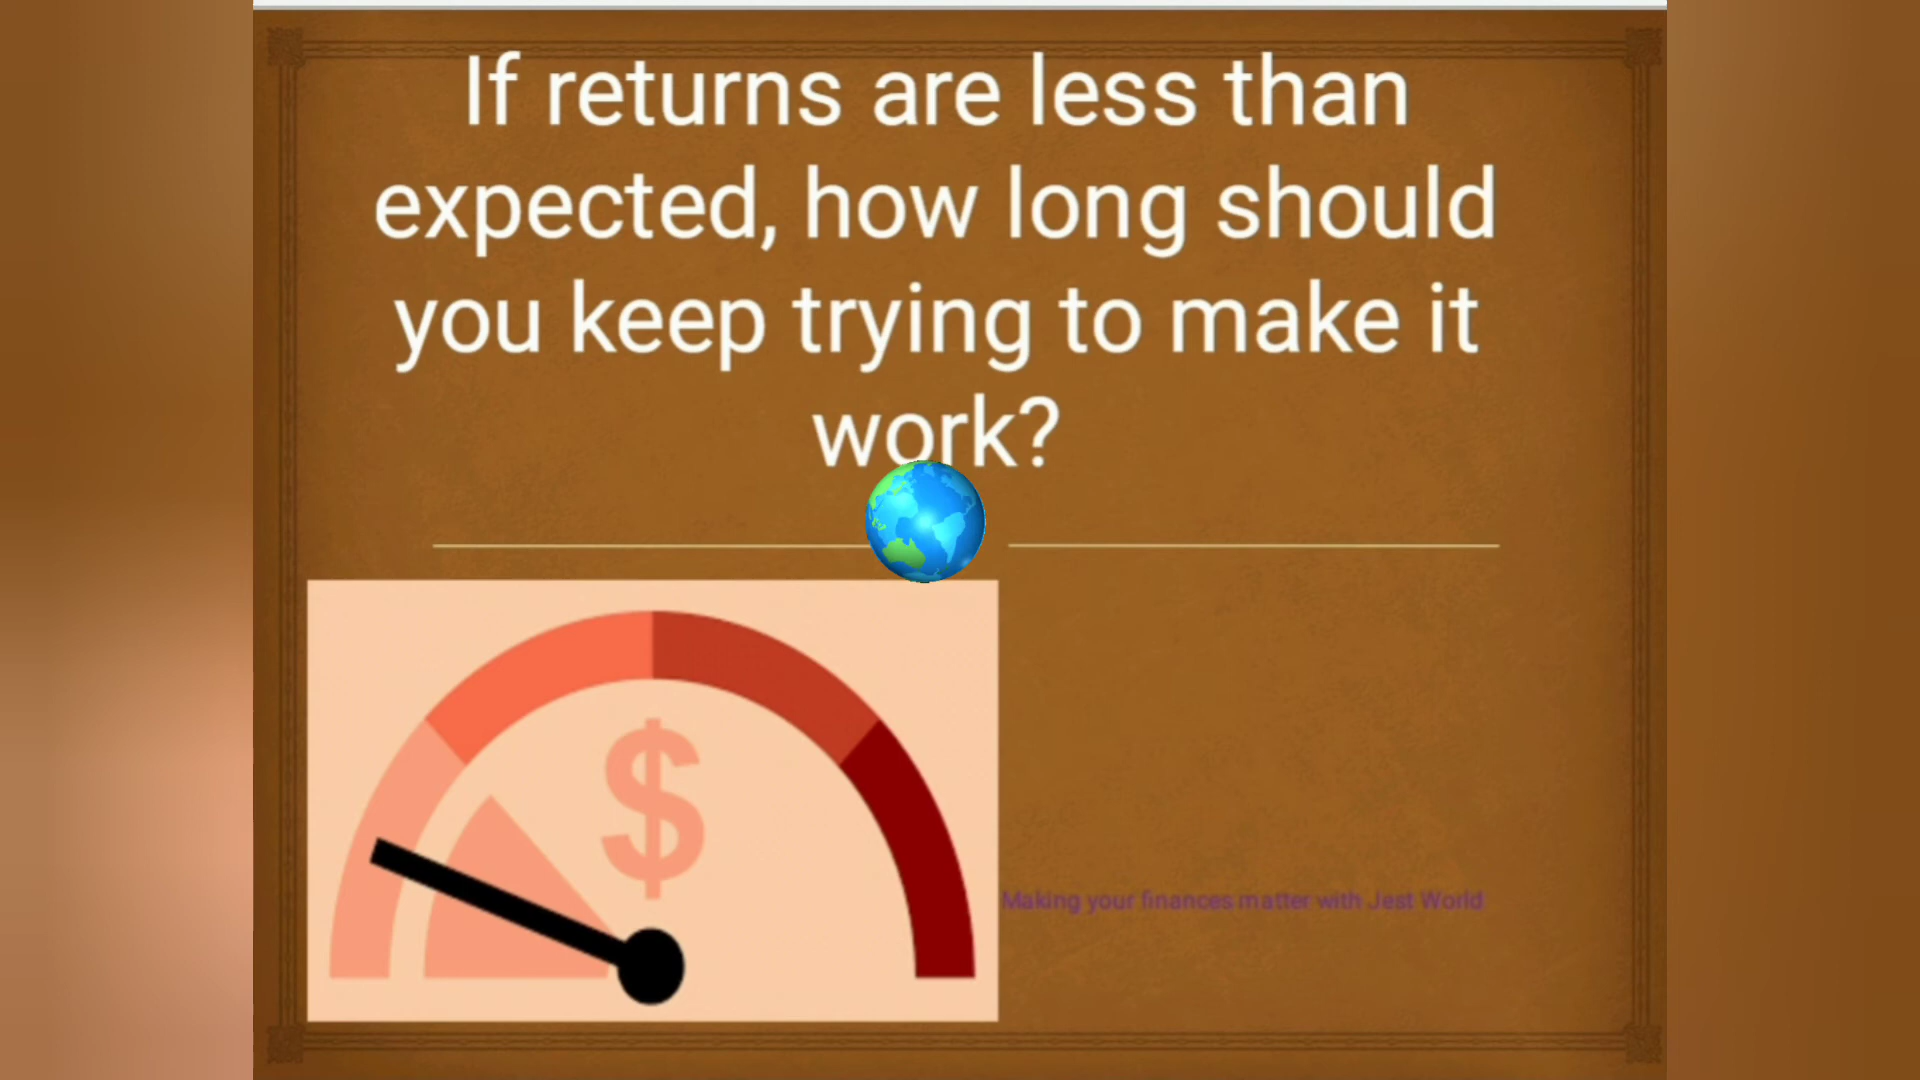 If returns are less than
expected, how long should
you keep trying to make it
work?
$
Making your finances matter with Jest World